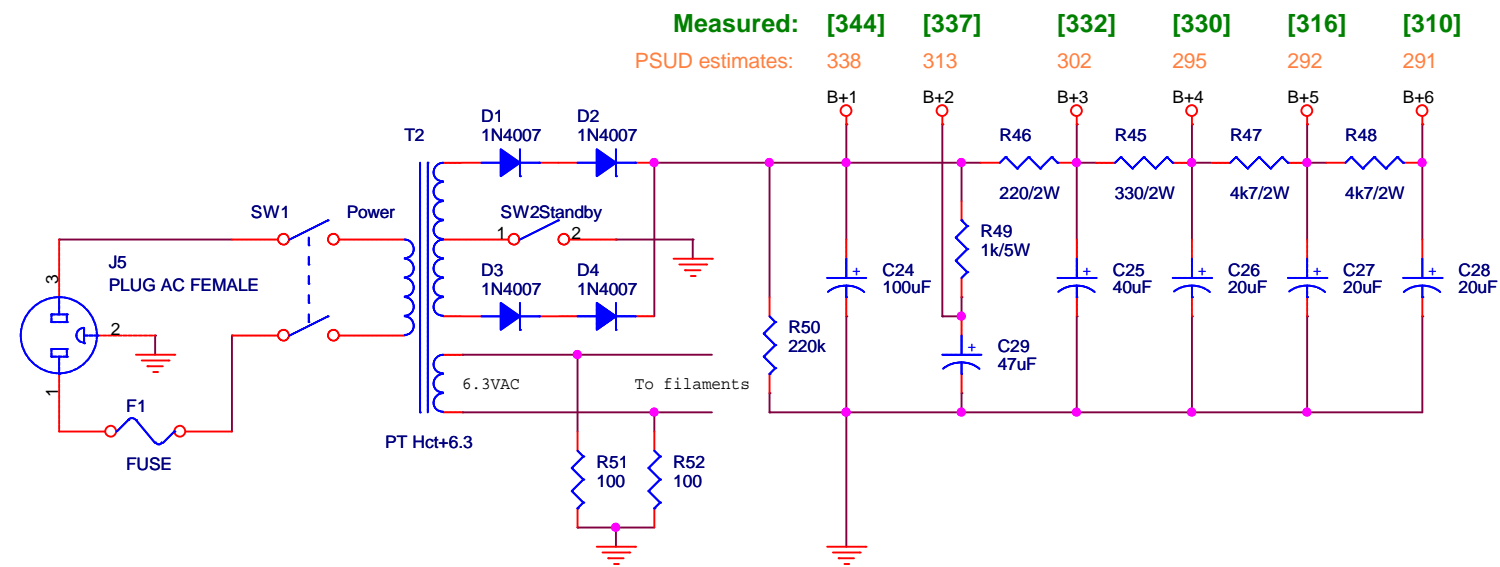 Measured: [344] [337] [332] [330] [316] [310]
PSUD estimates: 338 313 302 295 292 291
B+1 B+2 B+3 B+4 B+5 B+6
D1
1N4007
D2
1N4007
T2
R46
220/2W
R45
330/2W
R47
4k7/2W
R48
4k7/2W
SW1
Power
SW2Standby
1
2
R49
1k/5W
J5
PLUG AC FEMALE
3
2
1
D3
1N4007
D4
1N4007
C24
100uF
C25
40uF
C26
20uF
C27
20uF
C28
20uF
R50
220k
C29
47uF
6.3VAC
To filaments
F1
FUSE
PT Hct+6.3
R51
100
R52
100
+
+
+
+
+
+